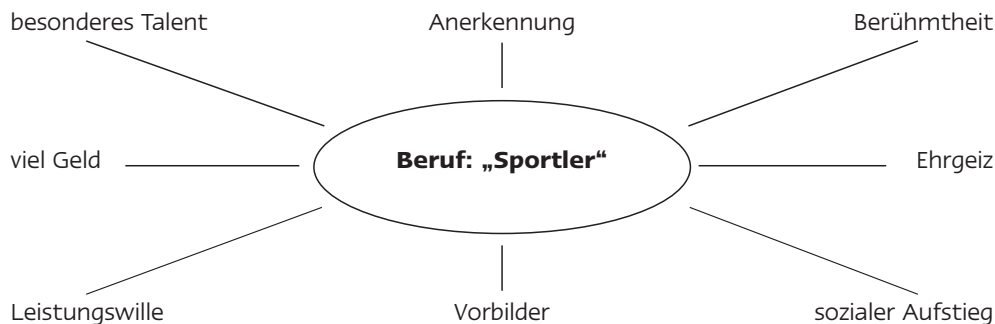 besonderes Talent
Anerkennung
Berühmtheit
viel Geld
Beruf: „Sportler“
Ehrgeiz
Leistungswille
Vorbilder
sozialer Aufstieg